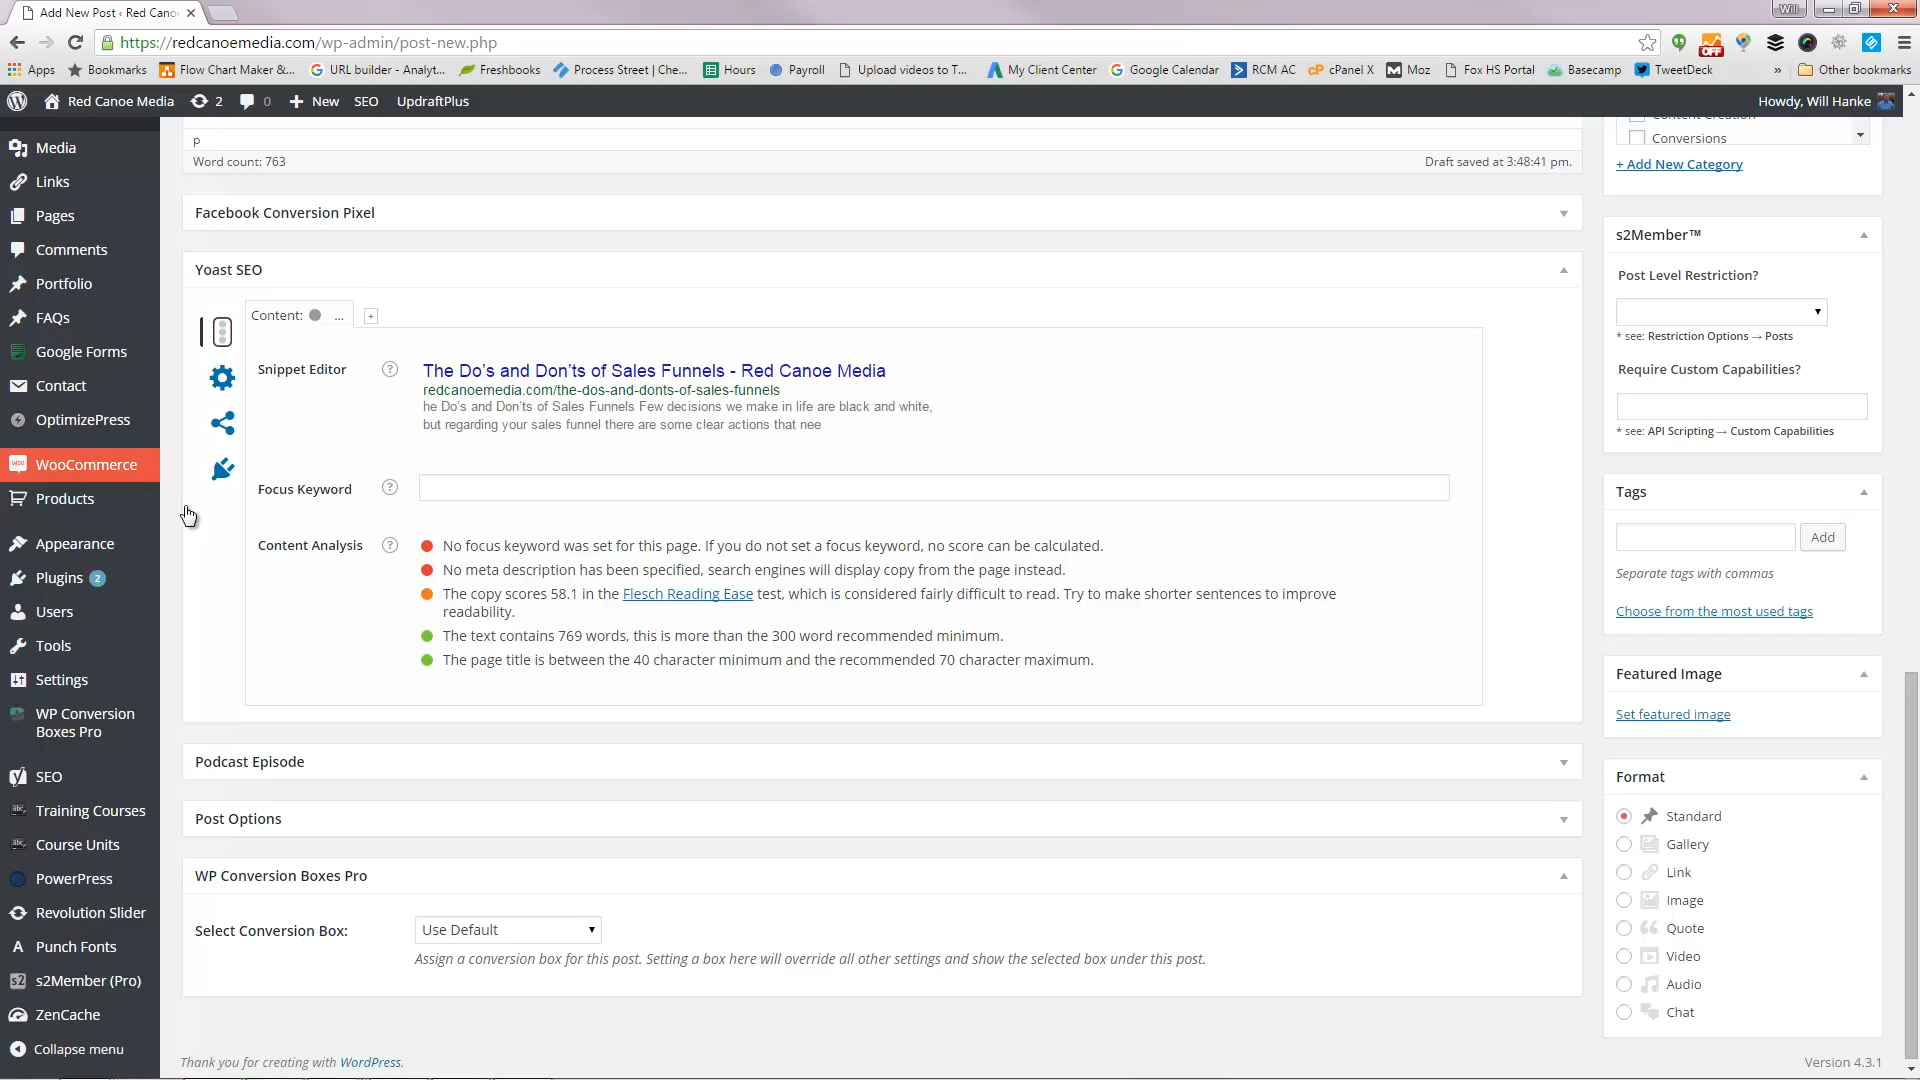 Add New Post ‹ Red Cano
Will
https://redcanoemedia.com/wp-admin/post-new.php
OFF
Apps
Bookmarks
Flow Chart Maker &...
URL builder - Analyt...
Freshbooks
Process Street | Che...
Hours
Payroll
Upload videos to T...
My Client Center
Google Calendar
RCM AC
cPanel X
Moz
Fox HS Portal
Basecamp
TweetDeck
»
Other bookmarks
Red Canoe Media
2
0
New
SEO
UpdraftPlus
Howdy, Will Hanke
Media
Links
Pages
Comments
Portfolio
FAQs
Google Forms
Contact
OptimizePress
WooCommerce
Products
Appearance
Plugins 2
Users
Tools
Settings
WP Conversion
Boxes Pro
SEO
Training Courses
Course Units
PowerPress
Revolution Slider
Punch Fonts
s2Member (Pro)
ZenCache
Collapse menu
p
Word count: 763
Draft saved at 3:48:41 pm.
Facebook Conversion Pixel
Yoast SEO
Content: ...
+
Snippet Editor
?
The Do's and Don'ts of Sales Funnels - Red Canoe Media
redcanoemedia.com/the-dos-and-donts-of-sales-funnels
he Do's and Don'ts of Sales Funnels Few decisions we make in life are black and white,
but regarding your sales funnel there are some clear actions that nee
Focus Keyword
?
Content Analysis
?
No focus keyword was set for this page. If you do not set a focus keyword, no score can be calculated.
No meta description has been specified, search engines will display copy from the page instead.
The copy scores 58.1 in the Flesch Reading Ease test, which is considered fairly difficult to read. Try to make shorter sentences to improve
readability.
The text contains 769 words, this is more than the 300 word recommended minimum.
The page title is between the 40 character minimum and the recommended 70 character maximum.
Podcast Episode
Post Options
WP Conversion Boxes Pro
Select Conversion Box:
Use Default
Assign a conversion box for this post. Setting a box here will override all other settings and show the selected box under this post.
Thank you for creating with WordPress.
Content Creation
Conversions
+ Add New Category
s2Member™
Post Level Restriction?
* see: Restriction Options → Posts
Require Custom Capabilities?
* see: API Scripting → Custom Capabilities
Tags
Add
Separate tags with commas
Choose from the most used tags
Featured Image
Set featured image
Format
Standard
Gallery
Link
Image
Quote
Video
Audio
Chat
Version 4.3.1